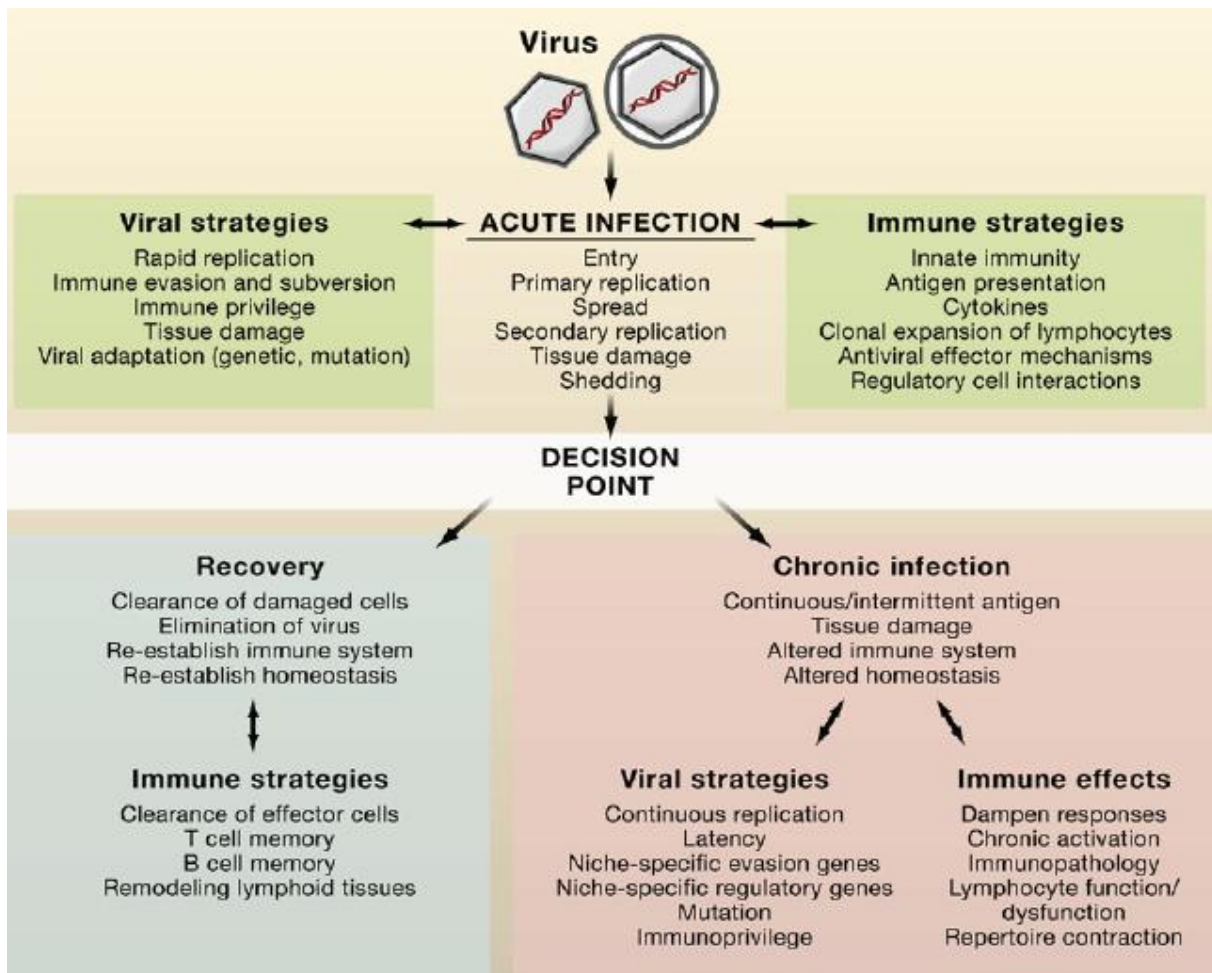 Virus
Viral strategies
Rapid replication
Immune evasion and subversion
Immune privilege
Tissue damage
Viral adaptation (genetic, mutation)
ACUTE INFECTION
Entry
Primary replication
Spread
Secondary replication
Tissue damage
Shedding
Immune strategies
Innate immunity
Antigen presentation
Cytokines
Clonal expansion of lymphocytes
Antiviral effector mechanisms
Regulatory cell interactions
DECISION
POINT
Recovery
Clearance of damaged cells
Elimination of virus
Re-establish immune system
Re-establish homeostasis
Immune strategies
Clearance of effector cells
T cell memory
B cell memory
Remodeling lymphoid tissues
Chronic infection
Continuous/intermittent antigen
Tissue damage
Altered immune system
Altered homeostasis
Viral strategies
Continuous replication
Latency
Niche-specific evasion genes
Niche-specific regulatory genes
Mutation
Immunoprivilege
Immune effects
Dampen responses
Chronic activation
Immunopathology
Lymphocyte function/
dysfunction
Repertoire contraction